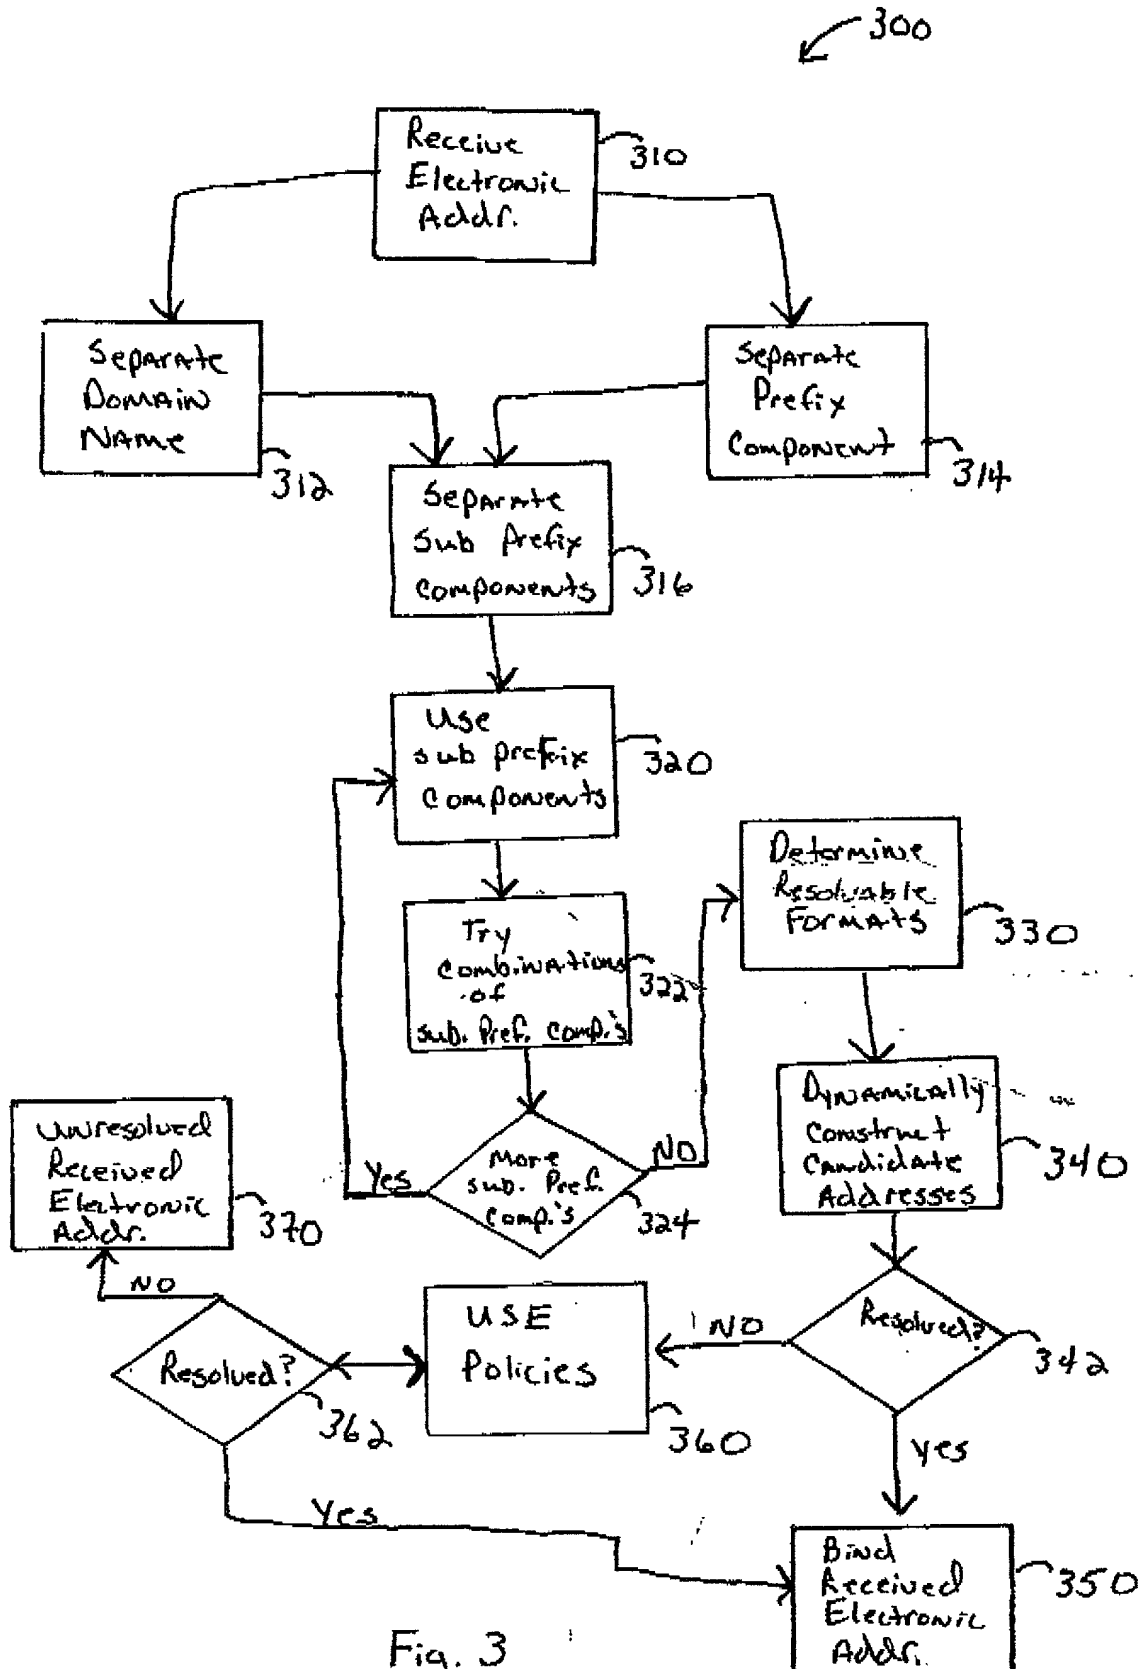 300
Receive
Electronic
Addr.
310
Separate
Domain
Name
312
Separate
Prefix
Component
314
Separate
Sub Prefix
Components
316
Use
sub prefix
Components
320
Try
Combinations
of
sub. Pref. Comp.'s
322
More
sub. Pref.
Comp.'s
324
Yes
NO
Determine
Resolvable
Formats
330
Dynamically
Construct
Candidate
Addresses
340
Resolved?
342
NO
Yes
USE
Policies
360
Resolved?
362
NO
Yes
Unresolved
Received
Electronic
Addr.
370
Bind
Received
Electronic
Addr.
350
Fig. 3